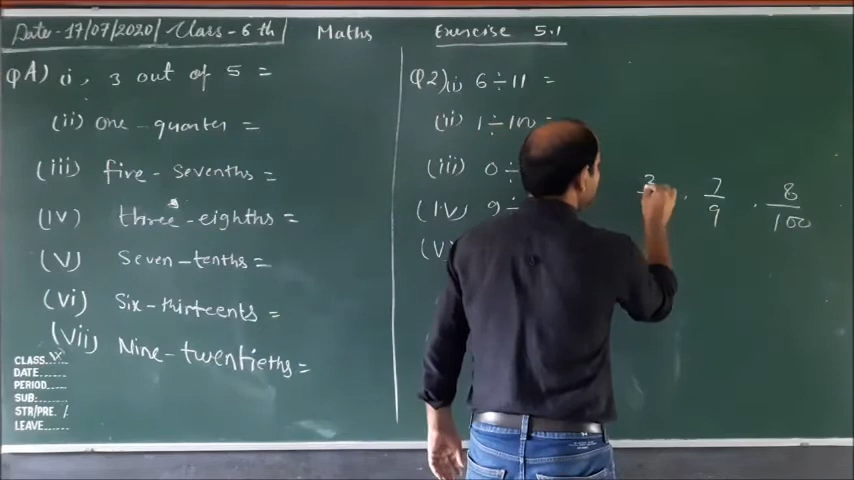 Date- 17/07/2020/ Class- 6 th
Maths
Exercise 5.1
QA) (i), 3 out of 5 =
(ii) One-quarter =
(iii) five-sevenths =
(iv) three-eighths =
(v) Seven-tenths =
(vi) Six-thirteents =
(vii) Nine-twentieths =
CLASS
DATE
PERIOD
SUB:
STR/PRE. /
LEAVE
Q2) (i) 6 ÷ 11 =
(ii) 1 ÷ 100 =
(iii) 0 ÷
(iv) 9 ÷
(v)
7/9 , 8/100